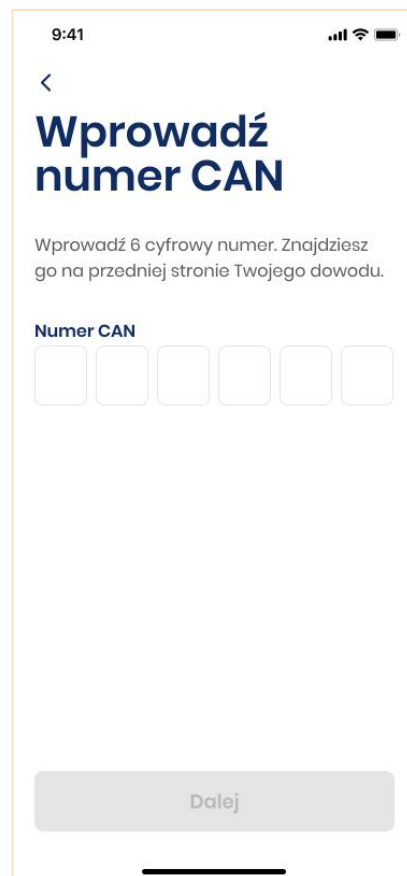 9:41
Wprowadź
numer CAN
Wprowadź 6 cyfrowy numer. Znajdziesz
go na przedniej stronie Twojego dowodu.
Numer CAN
Dalej